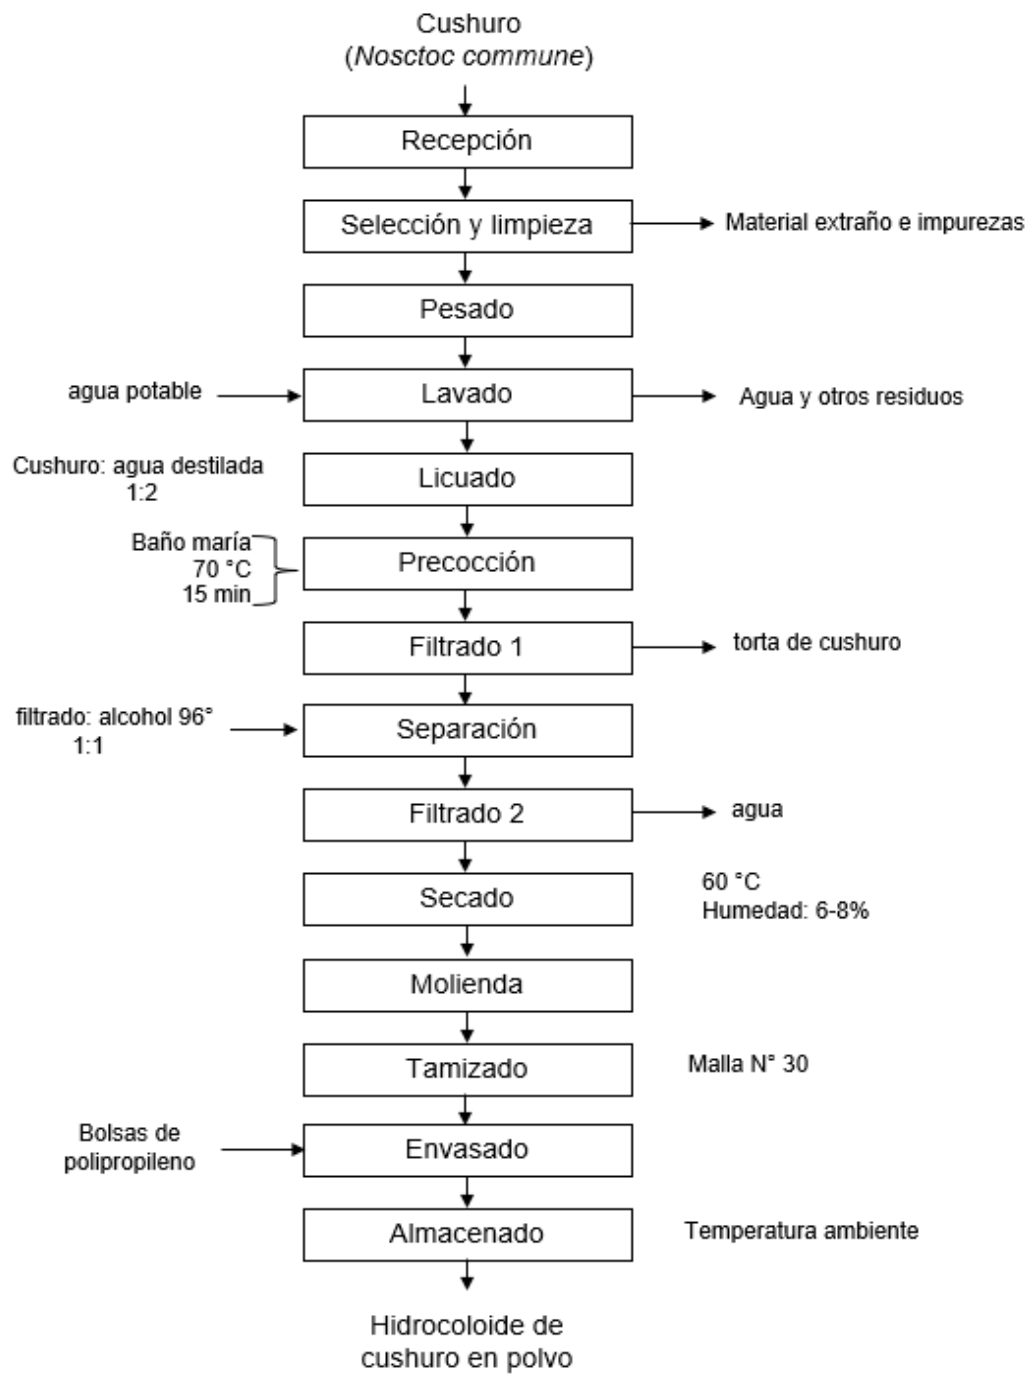 Cushuro
(Nosctoc commune)
Recepción
Selección y limpieza
Material extraño e impurezas
Pesado
agua potable
Lavado
Agua y otros residuos
Cushuro: agua destilada
1:2
Licuado
Baño maría
70 °C
15 min
Precocción
Filtrado 1
torta de cushuro
filtrado: alcohol 96°
1:1
Separación
Filtrado 2
agua
Secado
60 °C
Humedad: 6-8%
Molienda
Tamizado
Malla N° 30
Bolsas de
polipropileno
Envasado
Almacenado
Temperatura ambiente
Hidrocoloide de
cushuro en polvo